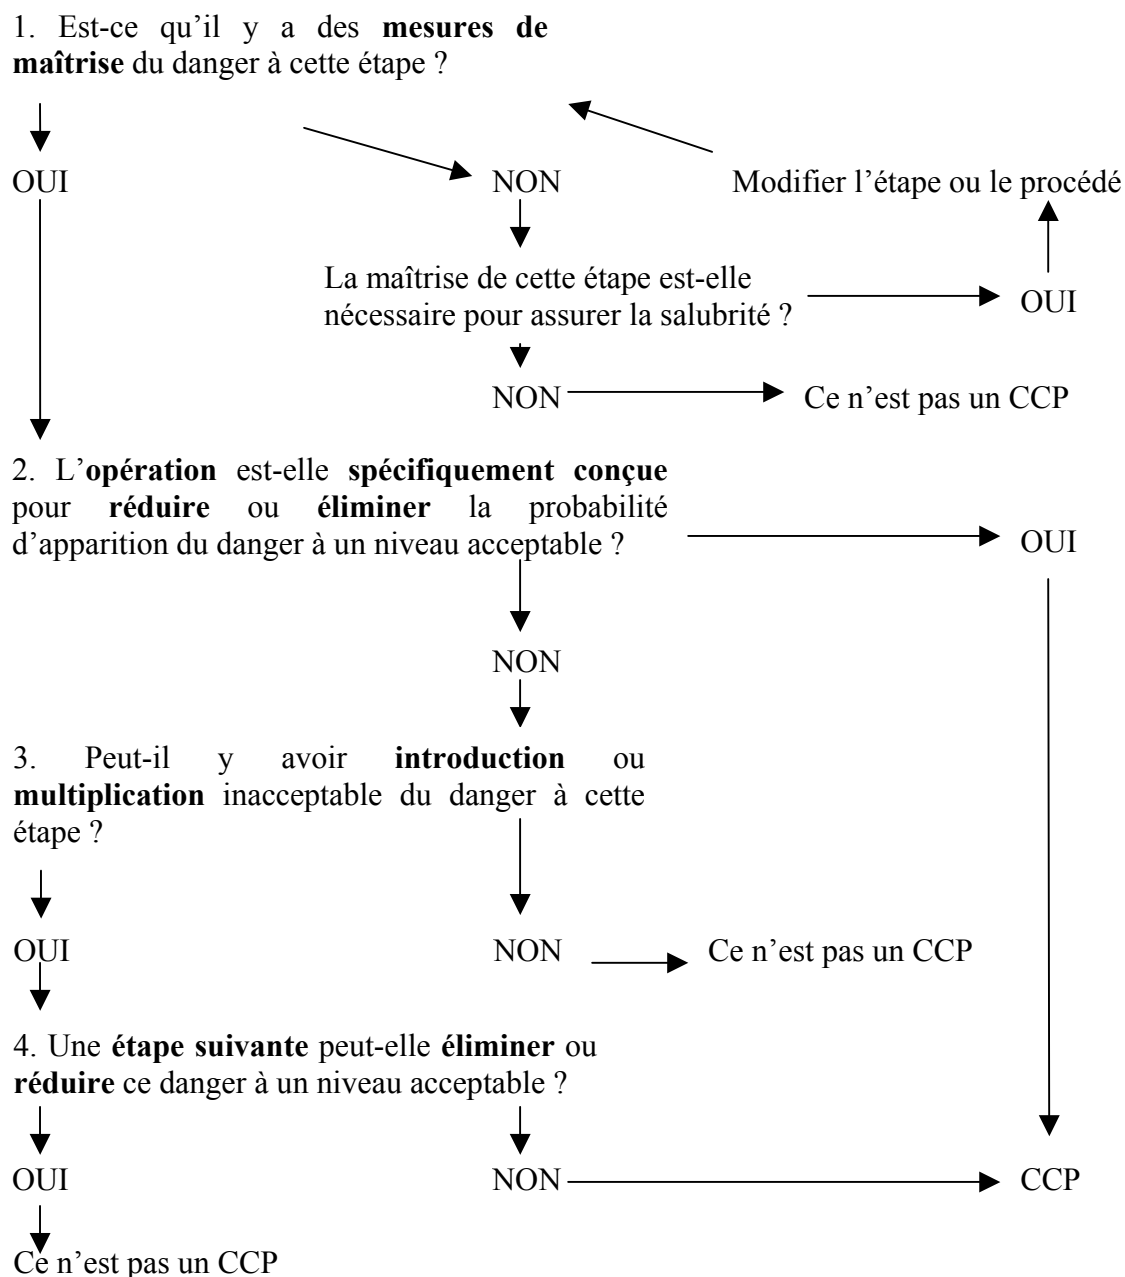 1. Est-ce qu’il y a des mesures de
maîtrise du danger à cette étape ?
OUI
NON
Modifier l’étape ou le procédé
La maîtrise de cette étape est-elle
nécessaire pour assurer la salubrité ?
OUI
NON
Ce n’est pas un CCP
2. L’opération est-elle spécifiquement conçue
pour réduire ou éliminer la probabilité
d’apparition du danger à un niveau acceptable ?
OUI
NON
3. Peut-il y avoir introduction ou
multiplication inacceptable du danger à cette
étape ?
OUI
NON
Ce n’est pas un CCP
4. Une étape suivante peut-elle éliminer ou
réduire ce danger à un niveau acceptable ?
OUI
NON
CCP
Ce n’est pas un CCP